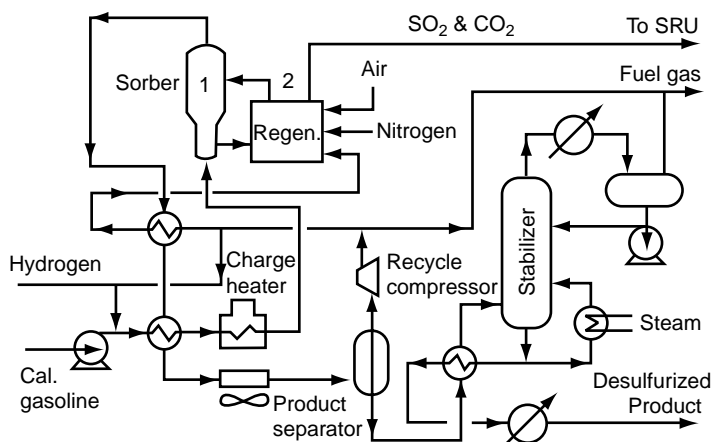 SO2 & CO2
To SRU
Sorber
1
2
Air
Fuel gas
Regen.
Nitrogen
Stabilizer
Hydrogen
Charge
heater
Recycle
compressor
Steam
Cal.
gasoline
Product
separator
Desulfurized
Product